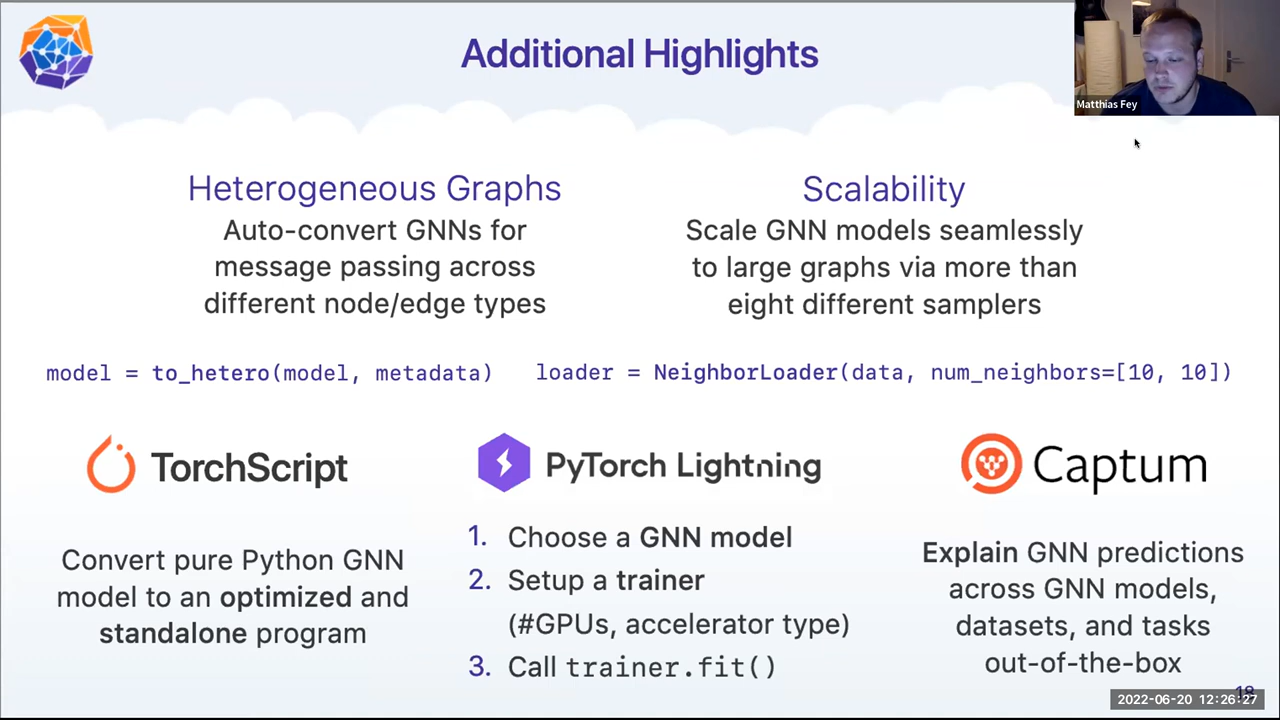 Additional Highlights
Matthias Fey
Heterogeneous Graphs
Auto-convert GNNs for
message passing across
different node/edge types
model = to_hetero(model, metadata)
Scalability
Scale GNN models seamlessly
to large graphs via more than
eight different samplers
loader = NeighborLoader(data, num_neighbors=[10, 10])
TorchScript
Convert pure Python GNN
model to an optimized and
standalone program
PyTorch Lightning
1. Choose a GNN model
2. Setup a trainer
(#GPUs, accelerator type)
3. Call trainer.fit()
Captum
Explain GNN predictions
across GNN models,
datasets, and tasks
out-of-the-box
18
2022-06-20 12:26:27